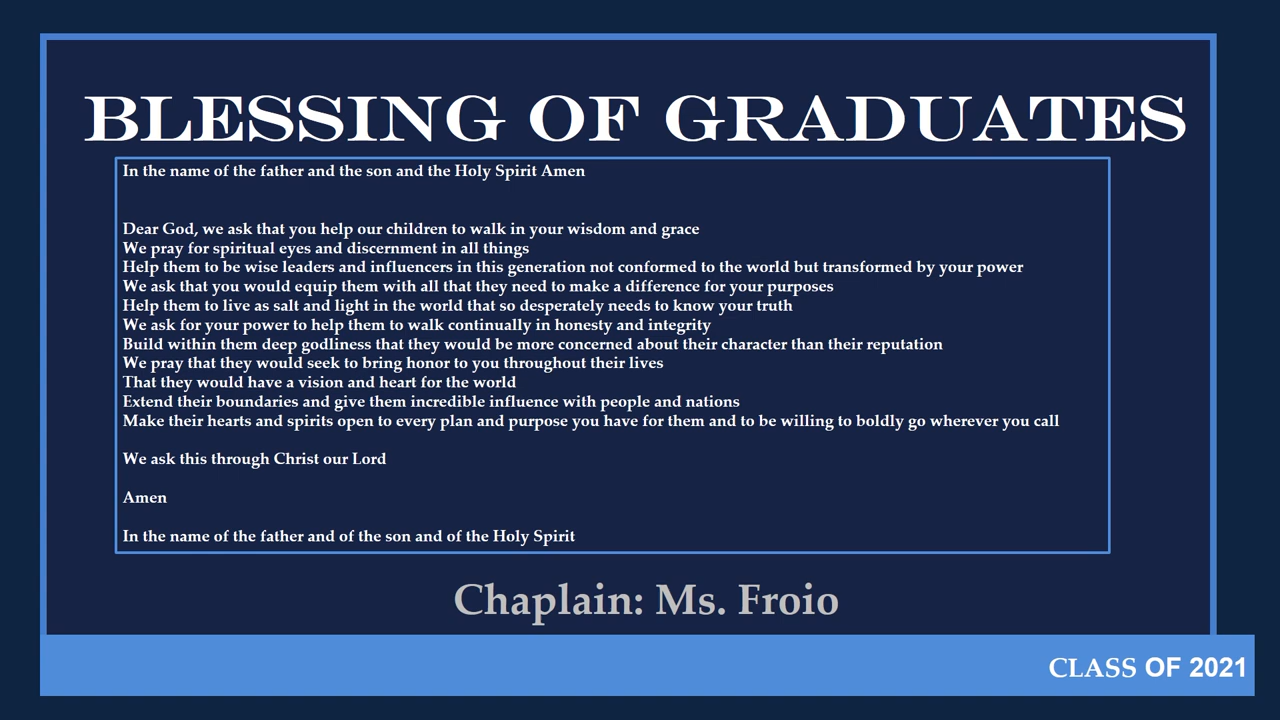 BLESSING OF GRADUATES
In the name of the father and the son and the Holy Spirit Amen
Dear God, we ask that you help our children to walk in your wisdom and grace
We pray for spiritual eyes and discernment in all things
Help them to be wise leaders and influencers in this generation not conformed to the world but transformed by your power
We ask that you would equip them with all that they need to make a difference for your purposes
Help them to live as salt and light in the world that so desperately needs to know your truth
We ask for your power to help them to walk continually in honesty and integrity
Build within them deep godliness that they would be more concerned about their character than their reputation
We pray that they would seek to bring honor to you throughout their lives
That they would have a vision and heart for the world
Extend their boundaries and give them incredible influence with people and nations
Make their hearts and spirits open to every plan and purpose you have for them and to be willing to boldly go wherever you call
We ask this through Christ our Lord
Amen
In the name of the father and of the son and of the Holy Spirit
Chaplain: Ms. Froio
CLASS OF 2021